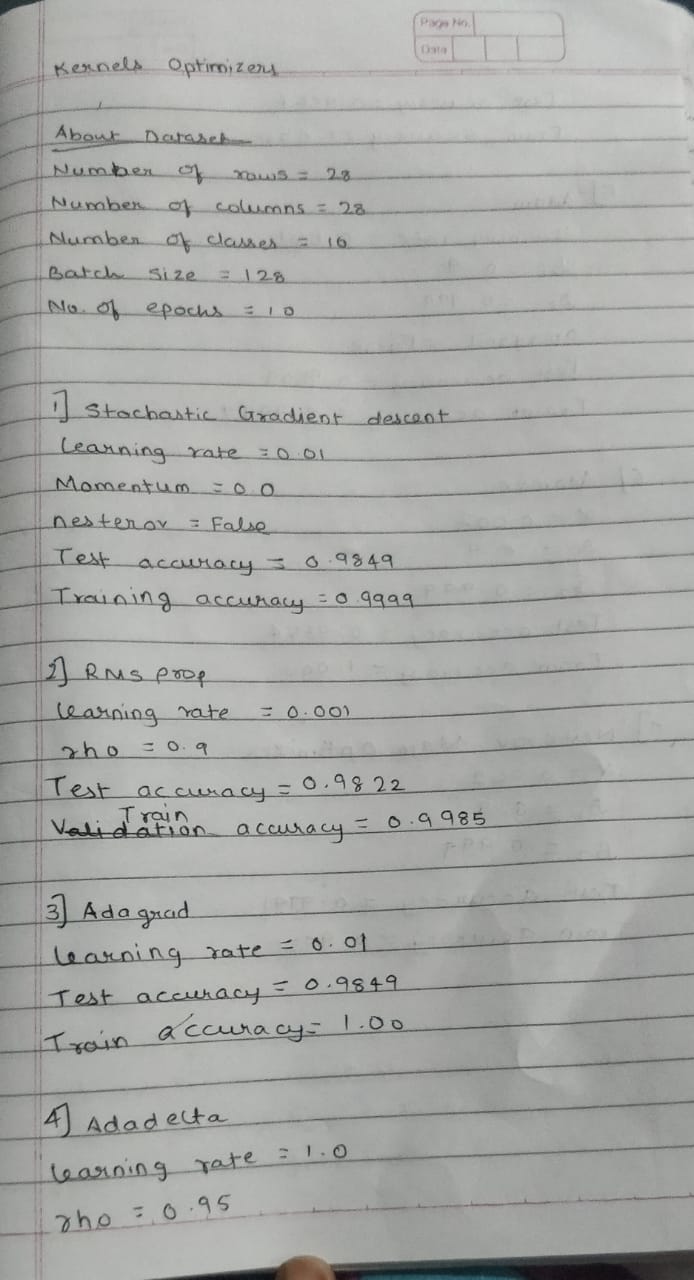 Page No.
Date
Kernels Optimizers
About Dataset
Number of rows = 28
Number of columns = 28
Number of classes = 10
Batch size = 128
No. of epochs = 10
1] Stochastic Gradient descent
learning rate = 0.01
Momentum = 0.0
nesterov = False
Test accuracy = 0.9849
Training accuracy = 0.9999
2] RMS prop
learning rate = 0.001
rho = 0.9
Test accuracy = 0.9822
Train
Validation accuracy = 0.9985
3] Adagrad
learning rate = 0.01
Test accuracy = 0.9849
Train accuracy = 1.00
4] Adadelta
learning rate = 1.0
rho = 0.95